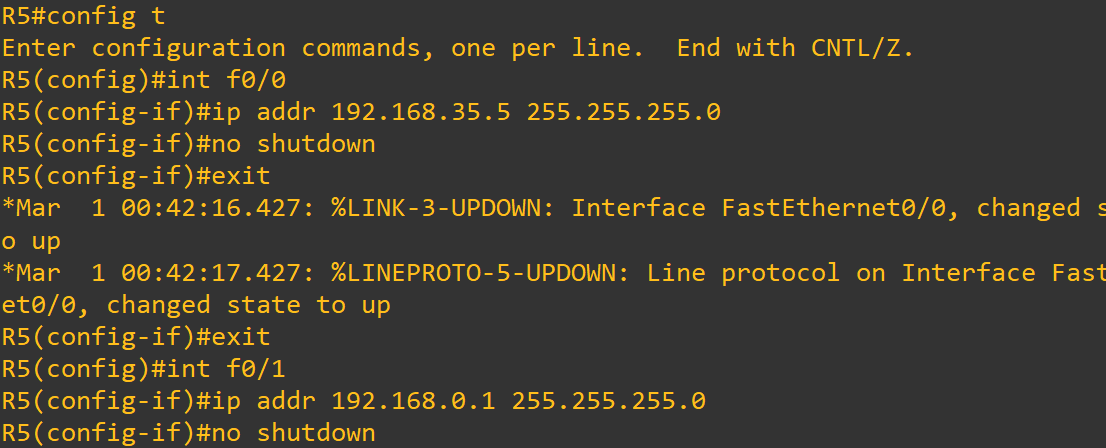 R5#config t
Enter configuration commands, one per line.  End with CNTL/Z.
R5(config)#int f0/0
R5(config-if)#ip addr 192.168.35.5 255.255.255.0
R5(config-if)#no shutdown
R5(config-if)#exit
*Mar  1 00:42:16.427: %LINK-3-UPDOWN: Interface FastEthernet0/0, changed s
o up
*Mar  1 00:42:17.427: %LINEPROTO-5-UPDOWN: Line protocol on Interface Fast
et0/0, changed state to up
R5(config-if)#exit
R5(config)#int f0/1
R5(config-if)#ip addr 192.168.0.1 255.255.255.0
R5(config-if)#no shutdown